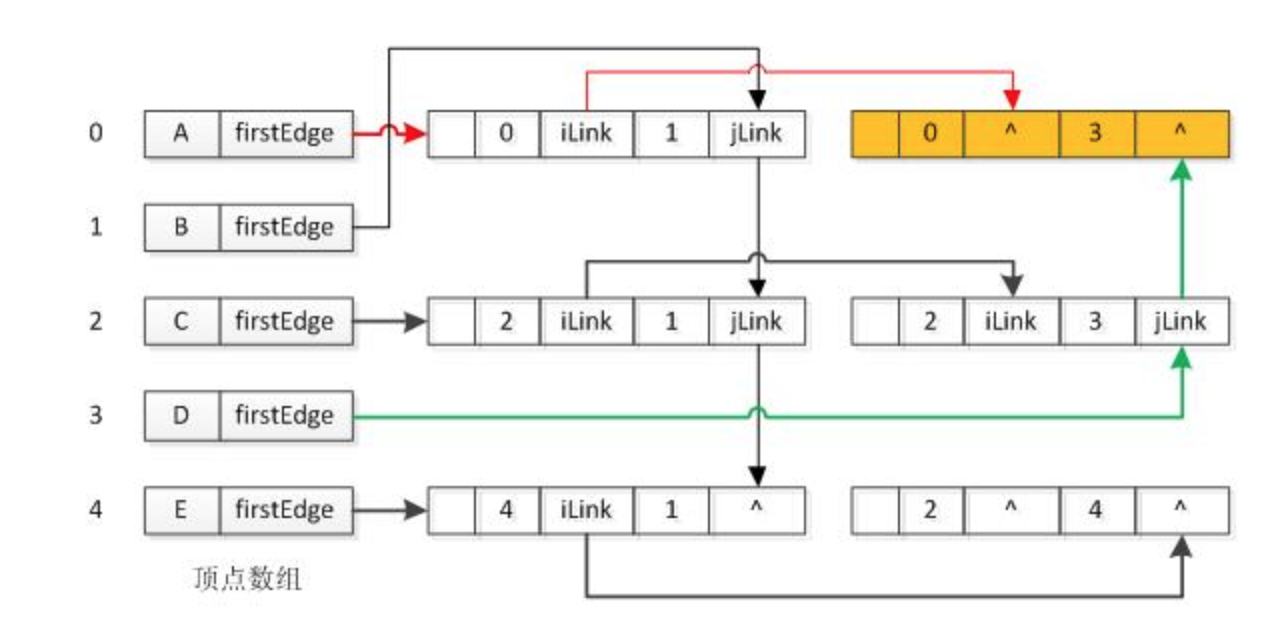 0 A firstEdge 0 iLink 1 jLink 0 ^ 3 ^
1 B firstEdge
2 C firstEdge 2 iLink 1 jLink 2 iLink 3 jLink
3 D firstEdge
4 E firstEdge 4 iLink 1 ^ 2 ^ 4 ^
顶点数组